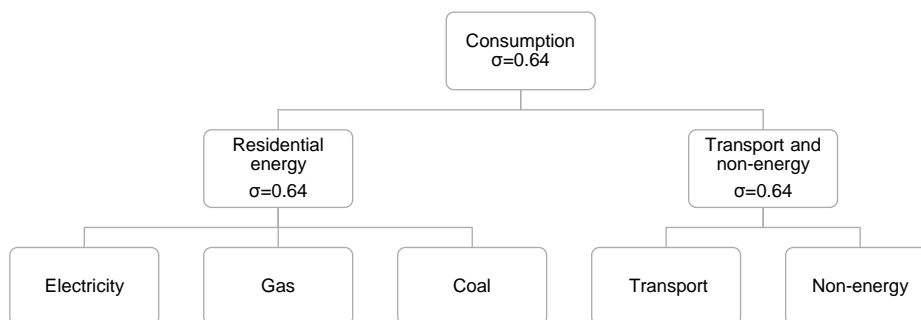 Consumption
σ=0.64
Residential
energy
σ=0.64
Transport and
non-energy
σ=0.64
Electricity
Gas
Coal
Transport
Non-energy